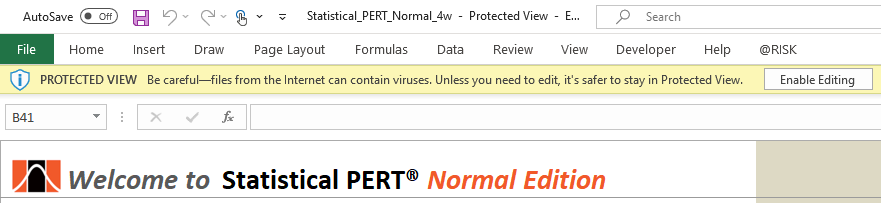 AutoSave Off Statistical_PERT_Normal_4w - Protected View - E... Search
File Home Insert Draw Page Layout Formulas Data Review View Developer Help @RISK
PROTECTED VIEW Be careful—files from the Internet can contain viruses. Unless you need to edit, it's safer to stay in Protected View. Enable Editing
B41 fx
Welcome to Statistical PERT® Normal Edition